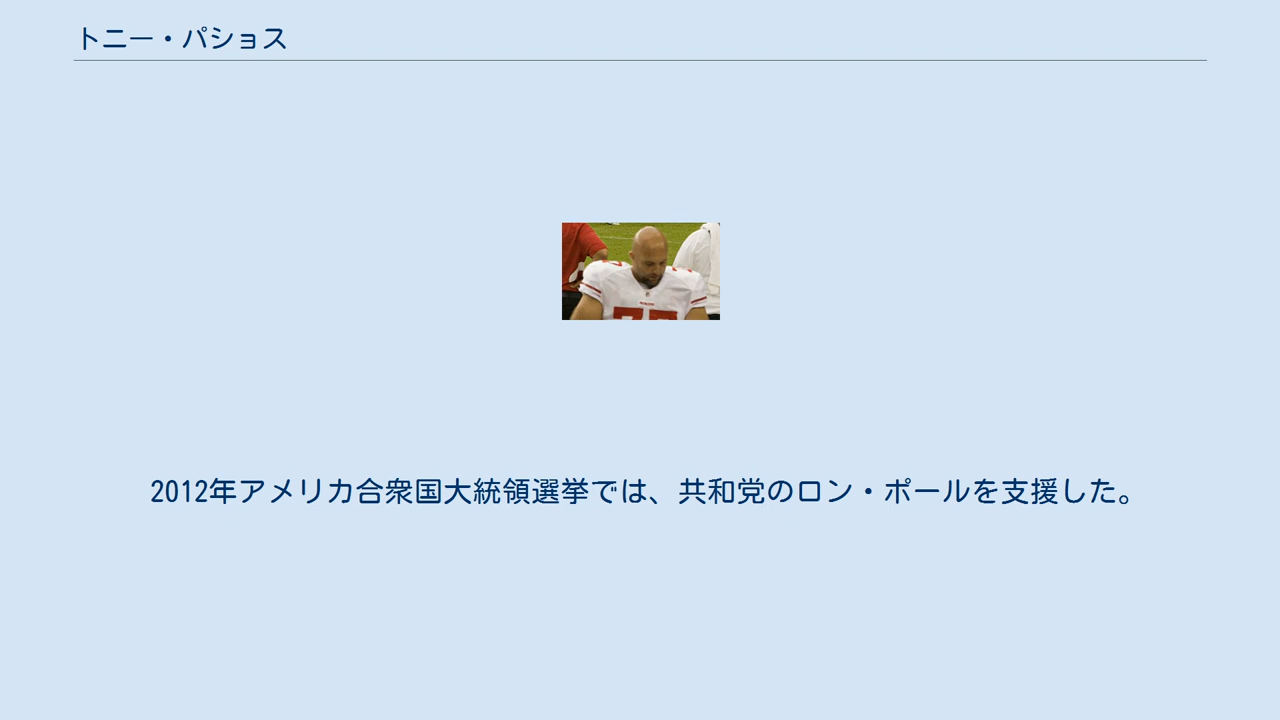 トニー・パショス
2012年アメリカ合衆国大統領選挙では、共和党のロン・ポールを支援した。